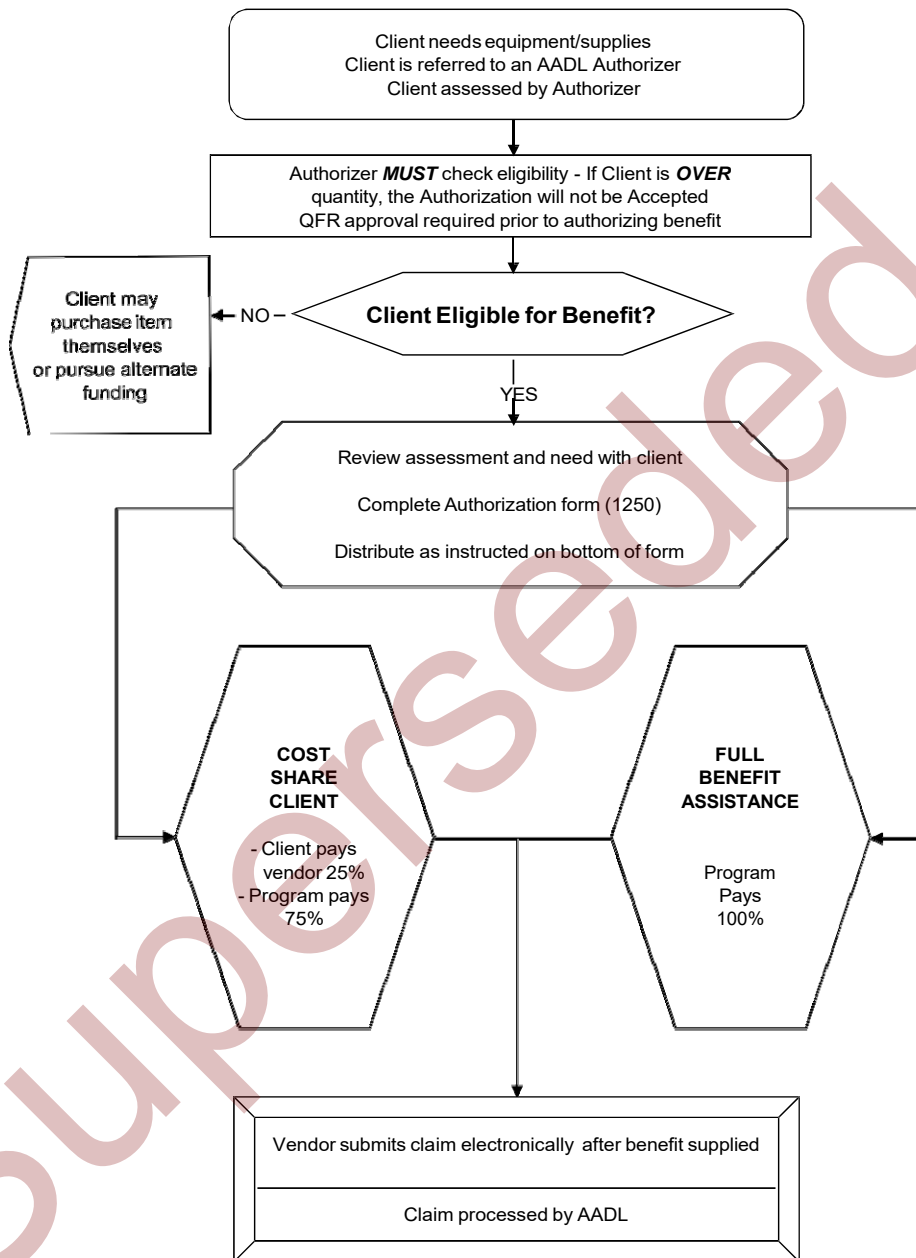 Client needs equipment/supplies
Client is referred to an AADL Authorizer
Client assessed by Authorizer
Authorizer MUST check eligibility - If Client is OVER
quantity, the Authorization will not be Accepted
QFR approval required prior to authorizing benefit
Client may
purchase item
themselves
or pursue alternate
funding
NO
Client Eligible for Benefit?
YES
Review assessment and need with client
Complete Authorization form (1250)
Distribute as instructed on bottom of form
COST
SHARE
CLIENT
- Client pays
vendor 25%
- Program pays
75%
FULL
BENEFIT
ASSISTANCE
Program
Pays
100%
Vendor submits claim electronically after benefit supplied
Claim processed by AADL
Superseded